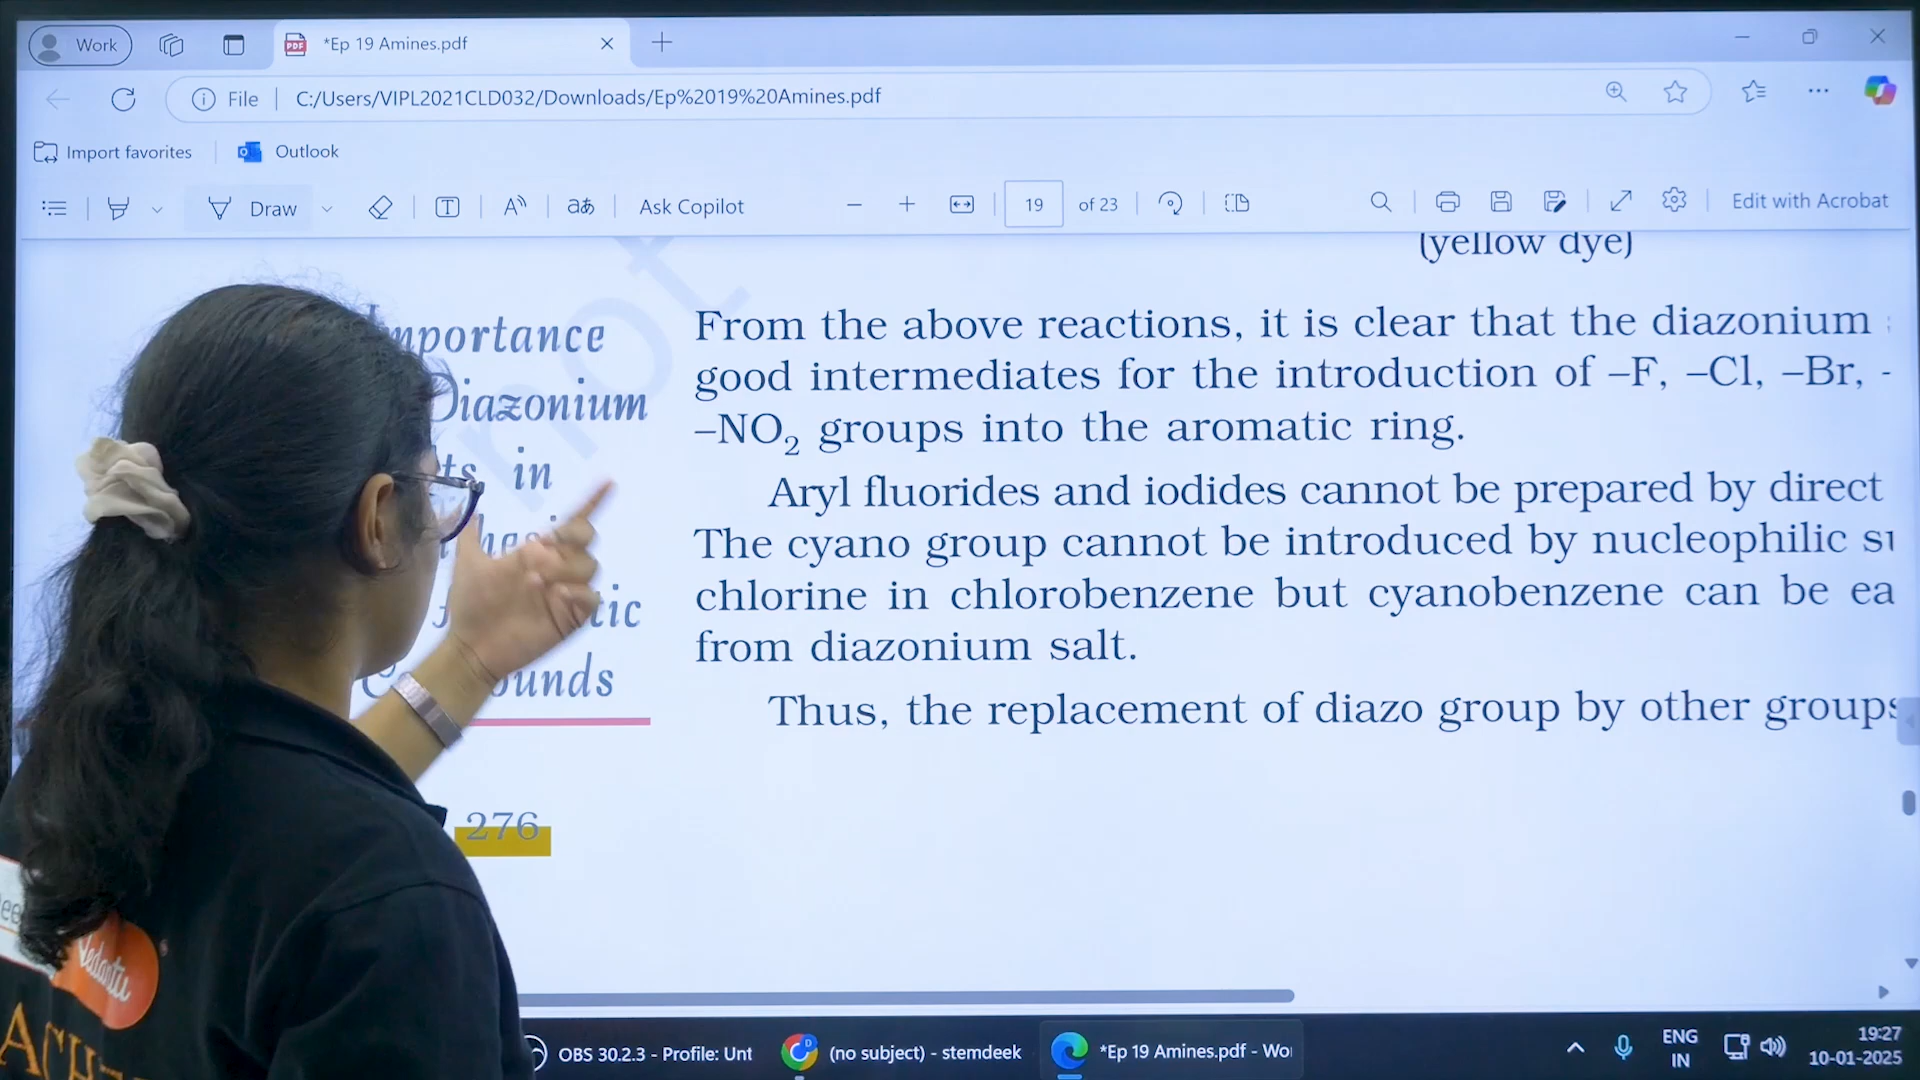 Work
*Ep 19 Amines.pdf
File
C:/Users/VIPL2021CLD032/Downloads/Ep%2019%20Amines.pdf
Import favorites
Outlook
Draw
Ask Copilot
19
of 23
Edit with Acrobat
(yellow dye)
not
Importance
Diazonium
in
276
From the above reactions, it is clear that the diazonium
good intermediates for the introduction of –F, –Cl, –Br, -
–NO2 groups into the aromatic ring.
Aryl fluorides and iodides cannot be prepared by direct
The cyano group cannot be introduced by nucleophilic
chlorine in chlorobenzene but cyanobenzene can be
from diazonium salt.
Thus, the replacement of diazo group by other groups
Vedantu
OBS 30.2.3 - Profile: Unt
(no subject) - stemdeek
*Ep 19 Amines.pdf - Wo
ENG
IN
19:27
10-01-2025